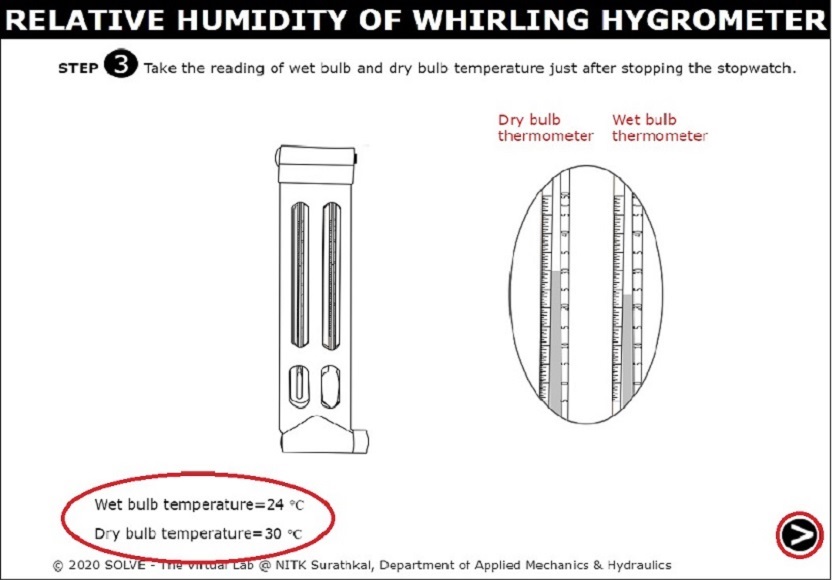 RELATIVE HUMIDITY OF WHIRLING HYGROMETER
STEP 3 Take the reading of wet bulb and dry bulb temperature just after stopping the stopwatch.
Dry bulb thermometer
Wet bulb thermometer
Wet bulb temperature=24 °C
Dry bulb temperature=30 °C
© 2020 SOLVE - The Virtual Lab @ NITK Surathkal, Department of Applied Mechanics & Hydraulics